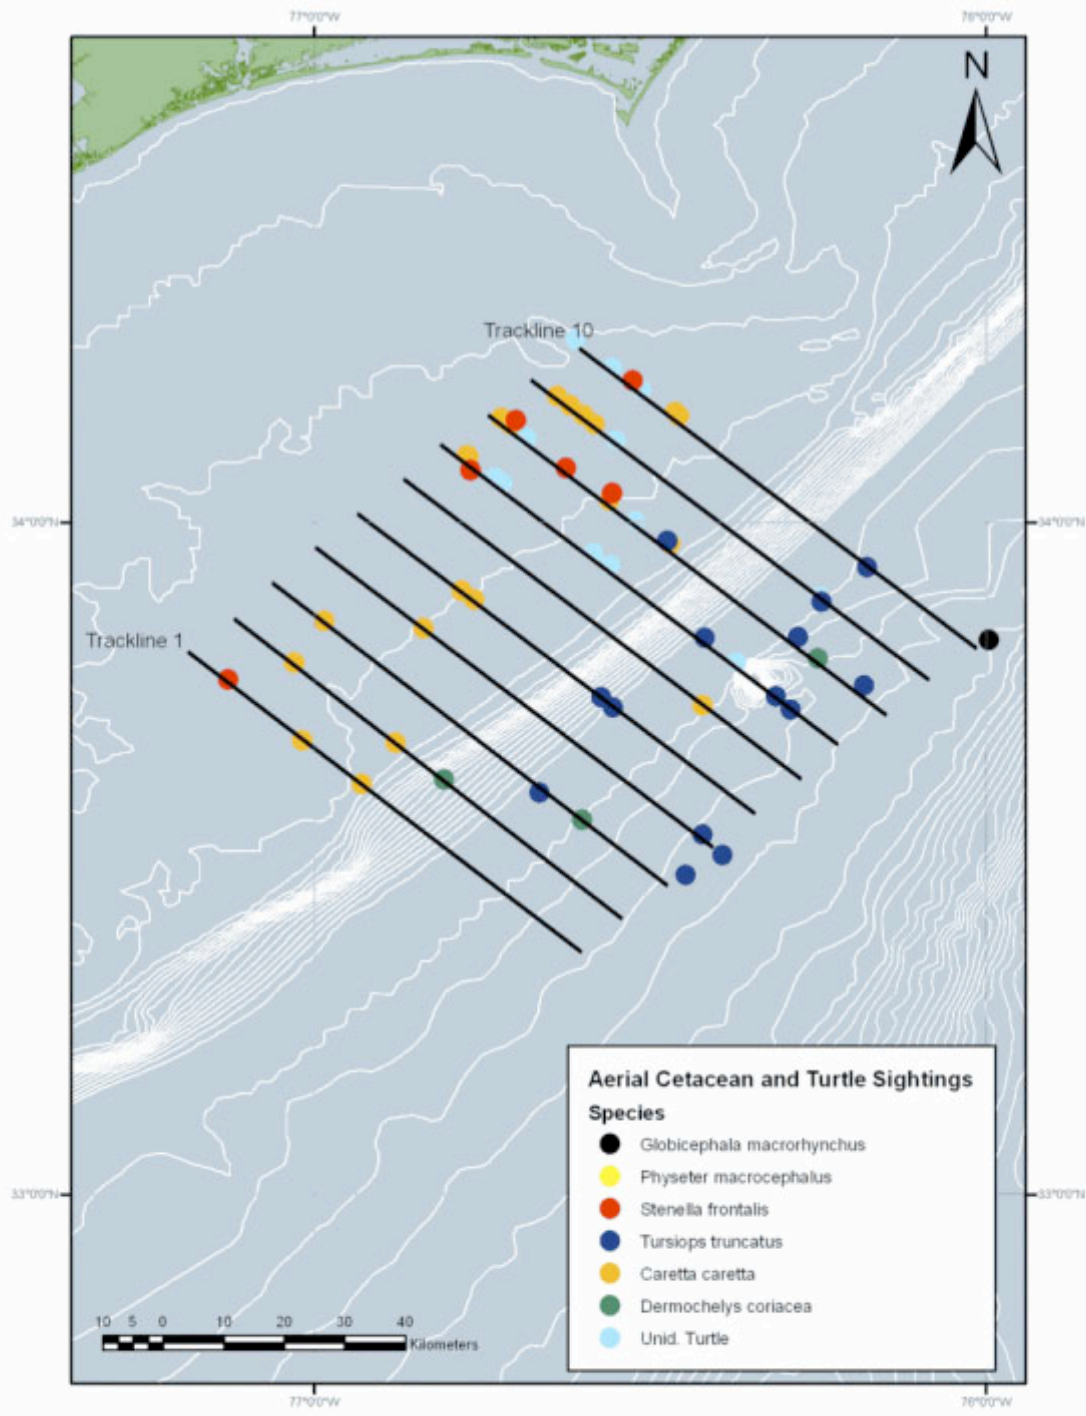 77°0'0"W 76°0'0"W
N
Trackline 10
34°0'0"N 34°0'0"N
Trackline 1
Aerial Cetacean and Turtle Sightings
Species
Globicephala macrorhynchus
Physeter macrocephalus
Stenella frontalis
33°0'0"N 33°0'0"N
Tursiops truncatus
Caretta caretta
Dermochelys coriacea
10 5 0 10 20 30 40
Unid. Turtle
Kilometers
77°0'0"W 76°0'0"W